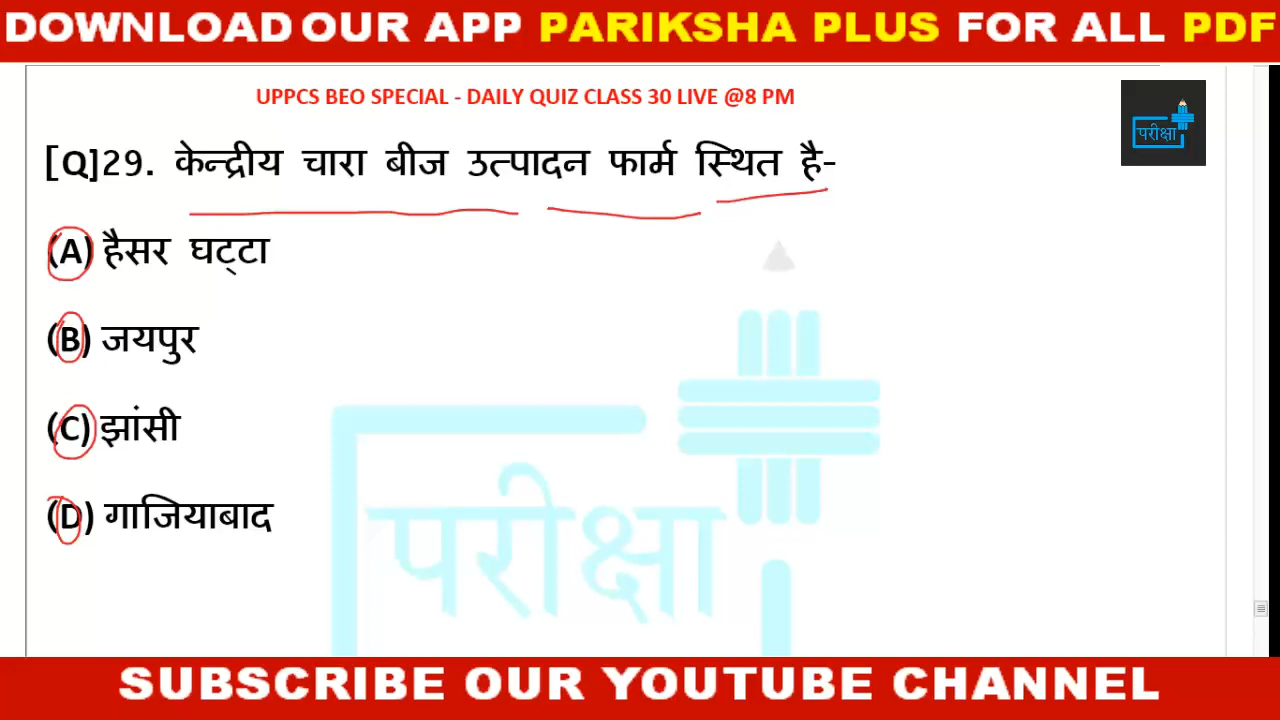 DOWNLOAD OUR APP PARIKSHA PLUS FOR ALL PDF
UPPCS BEO SPECIAL - DAILY QUIZ CLASS 30 LIVE @8 PM
परीक्षा
[Q]29. केन्द्रीय चारा बीज उत्पादन फार्म स्थित है-
(A) हैसर घट्टा
(B) जयपुर
(C) झांसी
(D) गाजियाबाद
परीक्षा
SUBSCRIBE OUR YOUTUBE CHANNEL